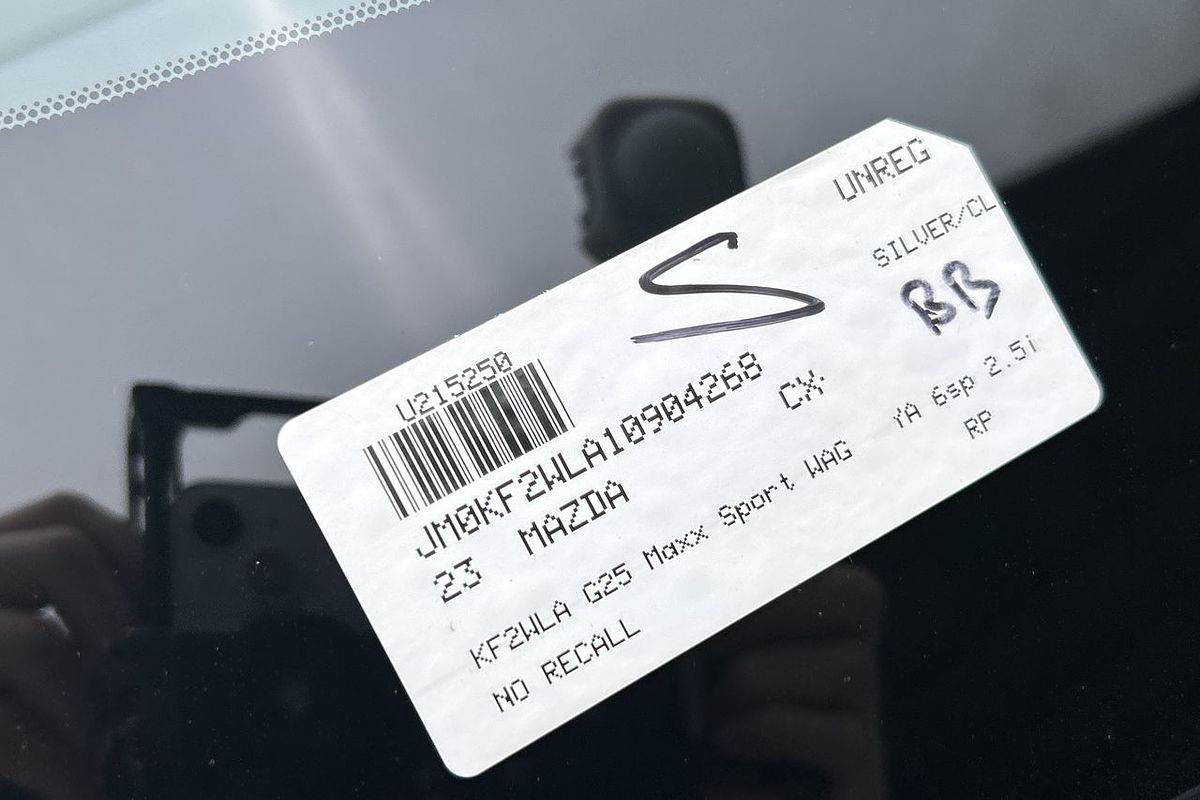 UNREG
SILVER/CL
S
BB
U215250
JM0KF2WLA10904268
23 MAZDA CX
KF2WLA G25 Maxx Sport WAG YA 6sp 2.5i
NO RECALL RP